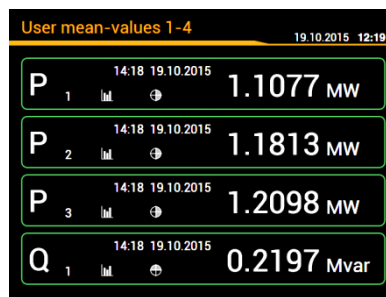 User mean-values 1-4
19.10.2015 12:19
14:18 19.10.2015
P 1 1.1077 MW
14:18 19.10.2015
P 2 1.1813 MW
14:18 19.10.2015
P 3 1.2098 MW
14:18 19.10.2015
Q 1 0.2197 Mvar